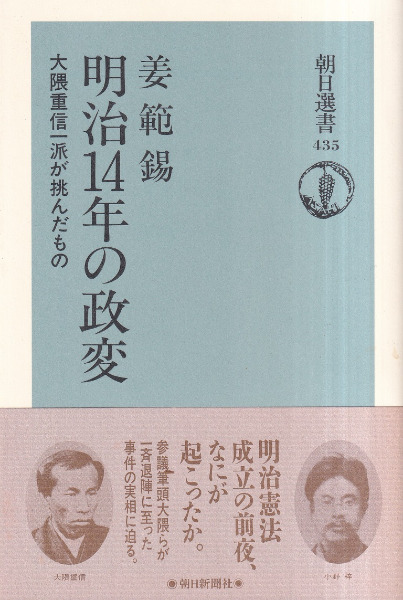 朝日選書
435
姜範錫
明治14年の政変
大隈重信一派が挑んだもの
明治憲法
成立の前夜、
なにが
起こったか。
参議筆頭大隈らが
一斉退陣に至った
事件の実相に迫る。
大隈重信
小野梓
朝日新聞社